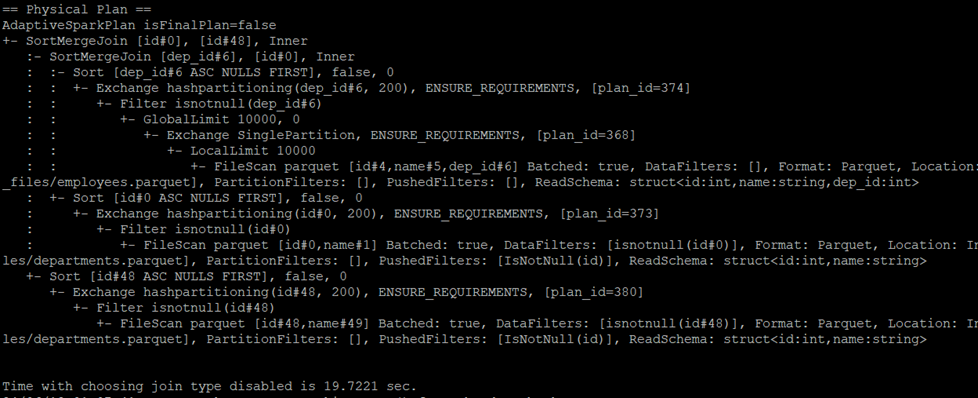 == Physical Plan ==
AdaptiveSparkPlan isFinalPlan=false
+- SortMergeJoin [id#0], [id#48], Inner
   :- SortMergeJoin [dep_id#6], [id#0], Inner
   :  :- Sort [dep_id#6 ASC NULLS FIRST], false, 0
   :  :  +- Exchange hashpartitioning(dep_id#6, 200), ENSURE_REQUIREMENTS, [plan_id=374]
   :  :     +- Filter isnotnull(dep_id#6)
   :  :        +- GlobalLimit 10000, 0
   :  :           +- Exchange SinglePartition, ENSURE_REQUIREMENTS, [plan_id=368]
   :  :              +- LocalLimit 10000
   :  :                 +- FileScan parquet [id#4,name#5,dep_id#6] Batched: true, DataFilters: [], Format: Parquet, Location:
_files/employees.parquet], PartitionFilters: [], PushedFilters: [], ReadSchema: struct<id:int,name:string,dep_id:int>
   :  +- Sort [id#0 ASC NULLS FIRST], false, 0
   :     +- Exchange hashpartitioning(id#0, 200), ENSURE_REQUIREMENTS, [plan_id=373]
   :        +- Filter isnotnull(id#0)
   :           +- FileScan parquet [id#0,name#1] Batched: true, DataFilters: [isnotnull(id#0)], Format: Parquet, Location: In
les/departments.parquet], PartitionFilters: [], PushedFilters: [IsNotNull(id)], ReadSchema: struct<id:int,name:string>
   +- Sort [id#48 ASC NULLS FIRST], false, 0
      +- Exchange hashpartitioning(id#48, 200), ENSURE_REQUIREMENTS, [plan_id=380]
         +- Filter isnotnull(id#48)
            +- FileScan parquet [id#48,name#49] Batched: true, DataFilters: [isnotnull(id#48)], Format: Parquet, Location: In
les/departments.parquet], PartitionFilters: [], PushedFilters: [IsNotNull(id)], ReadSchema: struct<id:int,name:string>
Time with choosing join type disabled is 19.7221 sec.